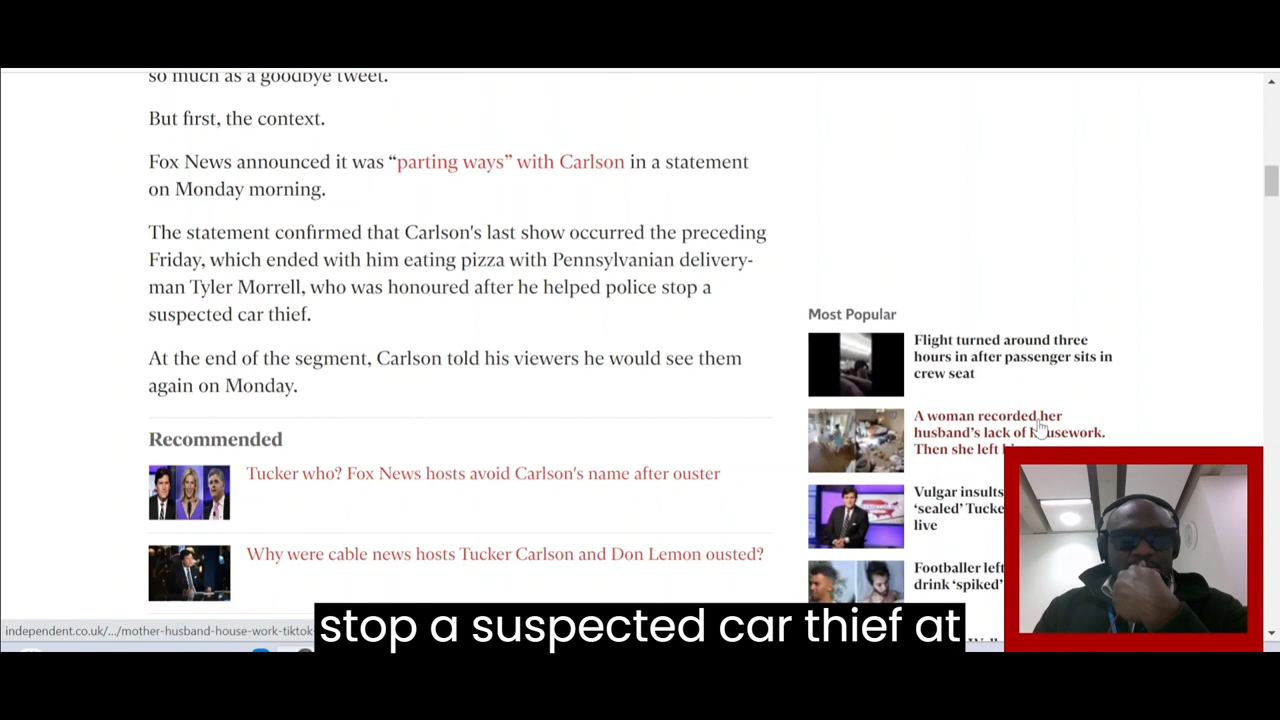 so much as a goodbye tweet.
But first, the context.
Fox News announced it was “parting ways” with Carlson in a statement
on Monday morning.
The statement confirmed that Carlson's last show occurred the preceding
Friday, which ended with him eating pizza with Pennsylvanian delivery-
man Tyler Morrell, who was honoured after he helped police stop a
suspected car thief.
At the end of the segment, Carlson told his viewers he would see them
again on Monday.
Recommended
Tucker who? Fox News hosts avoid Carlson's name after ouster
Why were cable news hosts Tucker Carlson and Don Lemon ousted?
Most Popular
Flight turned around three
hours in after passenger sits in
crew seat
A woman recorded her
husband’s lack of housework.
Then she left
Vulgar insults
‘sealed’ Tucke
live
Footballer left
drink ‘spiked’
independent.co.uk/.../mother-husband-house-work-tiktok
stop a suspected car thief at